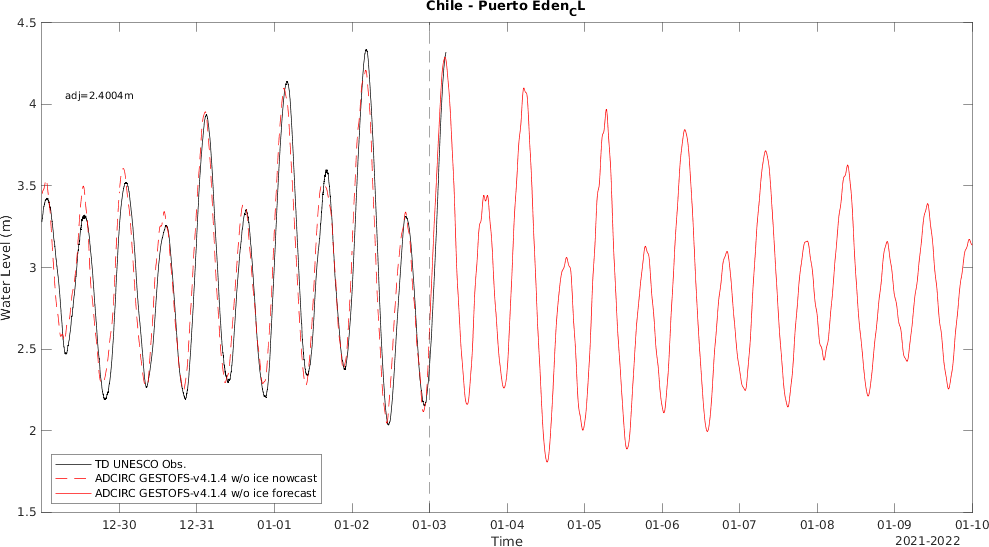 Chile - Puerto Eden_CL
4.5
4
3.5
3
2.5
2
1.5
Water Level (m)
adj=2.4004m
TD UNESCO Obs.
ADCIRC GESTOFS-v4.1.4 w/o ice nowcast
ADCIRC GESTOFS-v4.1.4 w/o ice forecast
12-30
12-31
01-01
01-02
01-03
01-04
01-05
01-06
01-07
01-08
01-09
01-10
Time
2021-2022